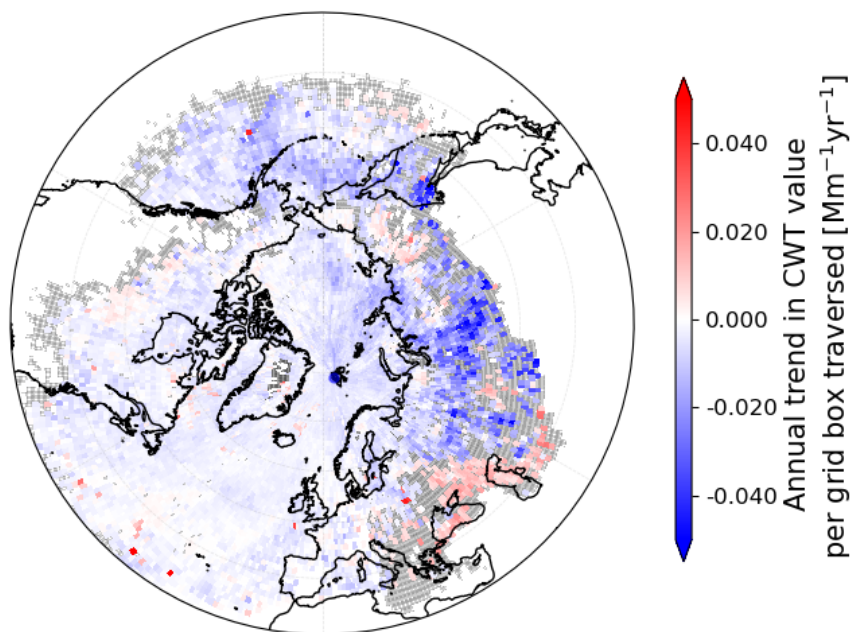 0.040
0.020
0.000
-0.020
-0.040
Annual trend in CWT value
per grid box traversed [Mm⁻¹yr⁻¹]